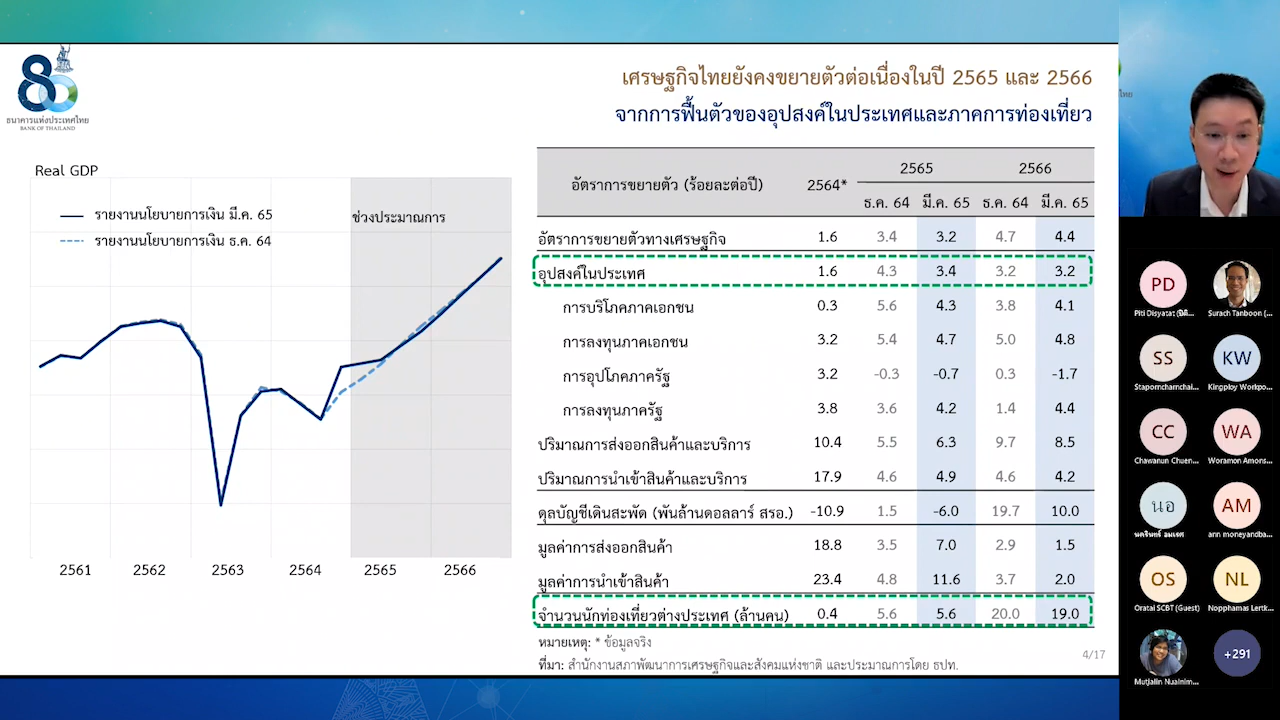 ธนาคารแห่งประเทศไทย
BANK OF THAILAND
เศรษฐกิจไทยยังคงขยายตัวต่อเนื่องในปี 2565 และ 2566
จากการฟื้นตัวของอุปสงค์ในประเทศและภาคการท่องเที่ยว
Real GDP
รายงานนโยบายการเงิน มี.ค. 65
รายงานนโยบายการเงิน ธ.ค. 64
ช่วงประมาณการ
2561 2562 2563 2564 2565 2566
อัตราการขยายตัว (ร้อยละต่อปี) 2564* 2565 2566
ธ.ค. 64 มี.ค. 65 ธ.ค. 64 มี.ค. 65
อัตราการขยายตัวทางเศรษฐกิจ 1.6 3.4 3.2 4.7 4.4
อุปสงค์ในประเทศ 1.6 4.3 3.4 3.2 3.2
การบริโภคภาคเอกชน 0.3 5.6 4.3 3.8 4.1
การลงทุนภาคเอกชน 3.2 5.4 4.7 5.0 4.8
การอุปโภคภาครัฐ 3.2 -0.3 -0.7 0.3 -1.7
การลงทุนภาครัฐ 3.8 3.6 4.2 1.4 4.4
ปริมาณการส่งออกสินค้าและบริการ 10.4 5.5 6.3 9.7 8.5
ปริมาณการนำเข้าสินค้าและบริการ 17.9 4.6 4.9 4.6 4.2
ดุลบัญชีเดินสะพัด (พันล้านดอลลาร์ สรอ.) -10.9 1.5 -6.0 19.7 10.0
มูลค่าการส่งออกสินค้า 18.8 3.5 7.0 2.9 1.5
มูลค่าการนำเข้าสินค้า 23.4 4.8 11.6 3.7 2.0
จำนวนนักท่องเที่ยวต่างประเทศ (ล้านคน) 0.4 5.6 5.6 20.0 19.0
หมายเหตุ: * ข้อมูลจริง
ที่มา: สำนักงานสภาพัฒนาการเศรษฐกิจและสังคมแห่งชาติ และประมาณการโดย ธปท.
4/17
PD
Piti Disyatat
Surach Tanboon (...
SS KW
Stapornchamchai... Kingploy Workpo...
CC WA
Chawanun Chuen... Woramon Amons...
นอ AM
นครินทร์ อมเรศ ann moneyandba...
OS NL
Oratai SCBT (Guest) Nopphamas Lertk...
+291
Mutjalin Nuainim...